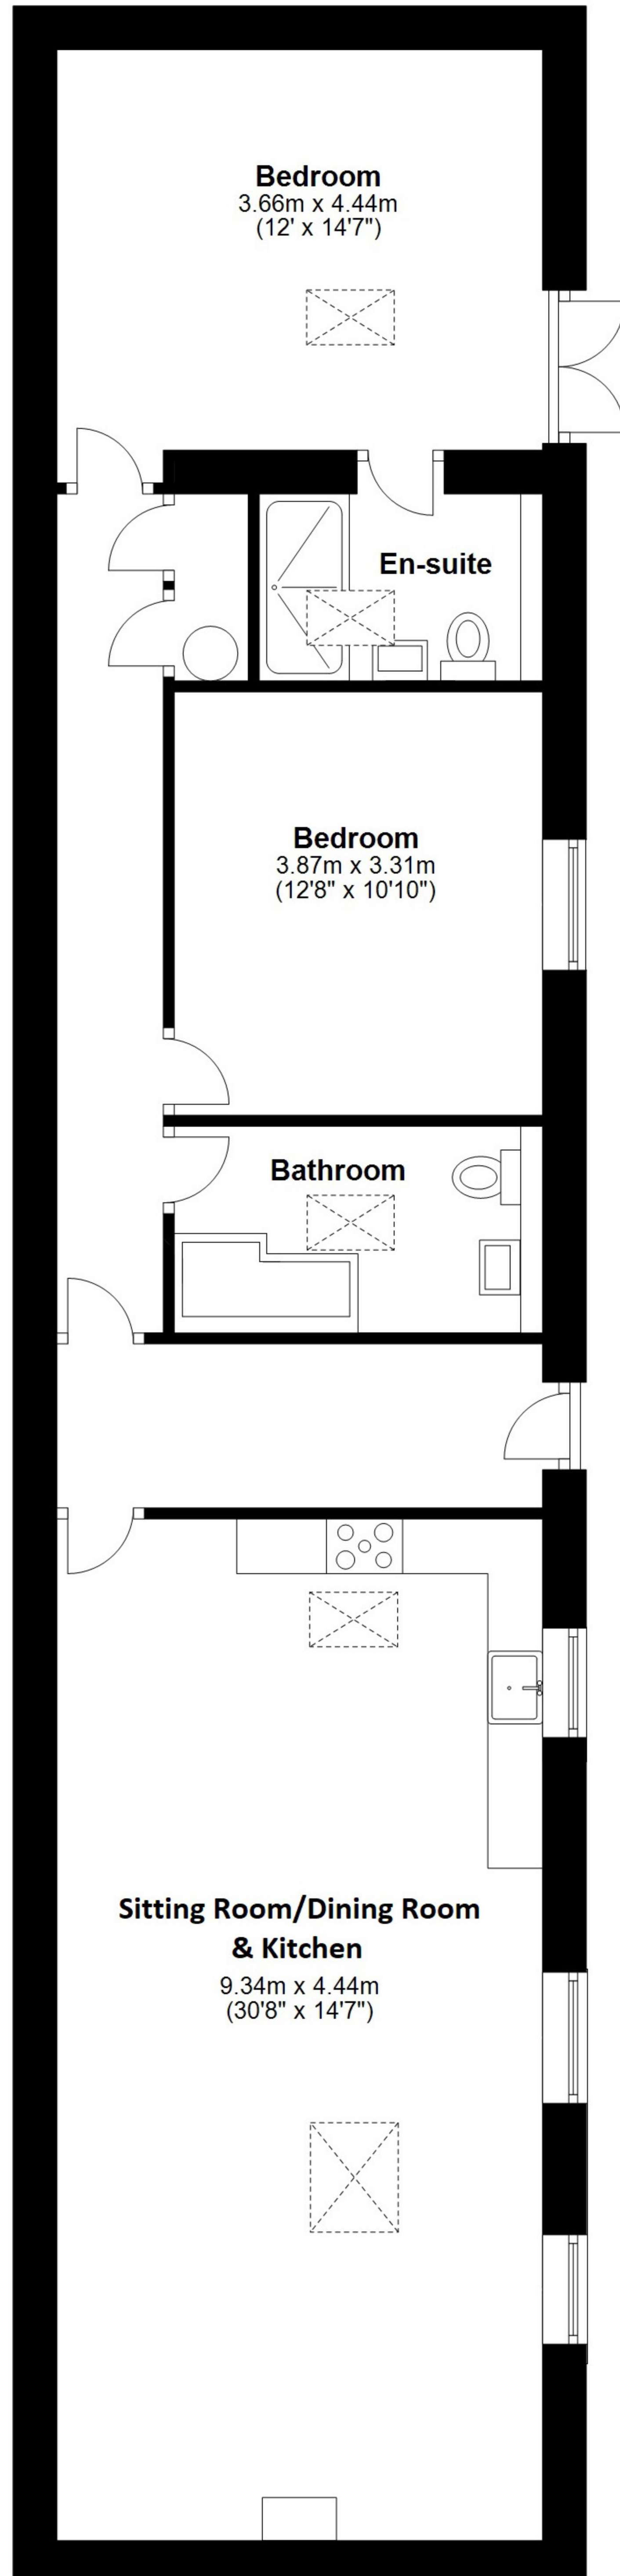 Bedroom
3.66m x 4.44m
(12' x 14'7")
En-suite
Bedroom
3.87m x 3.31m
(12'8" x 10'10")
Bathroom
Sitting Room/Dining Room
& Kitchen
9.34m x 4.44m
(30'8" x 14'7")